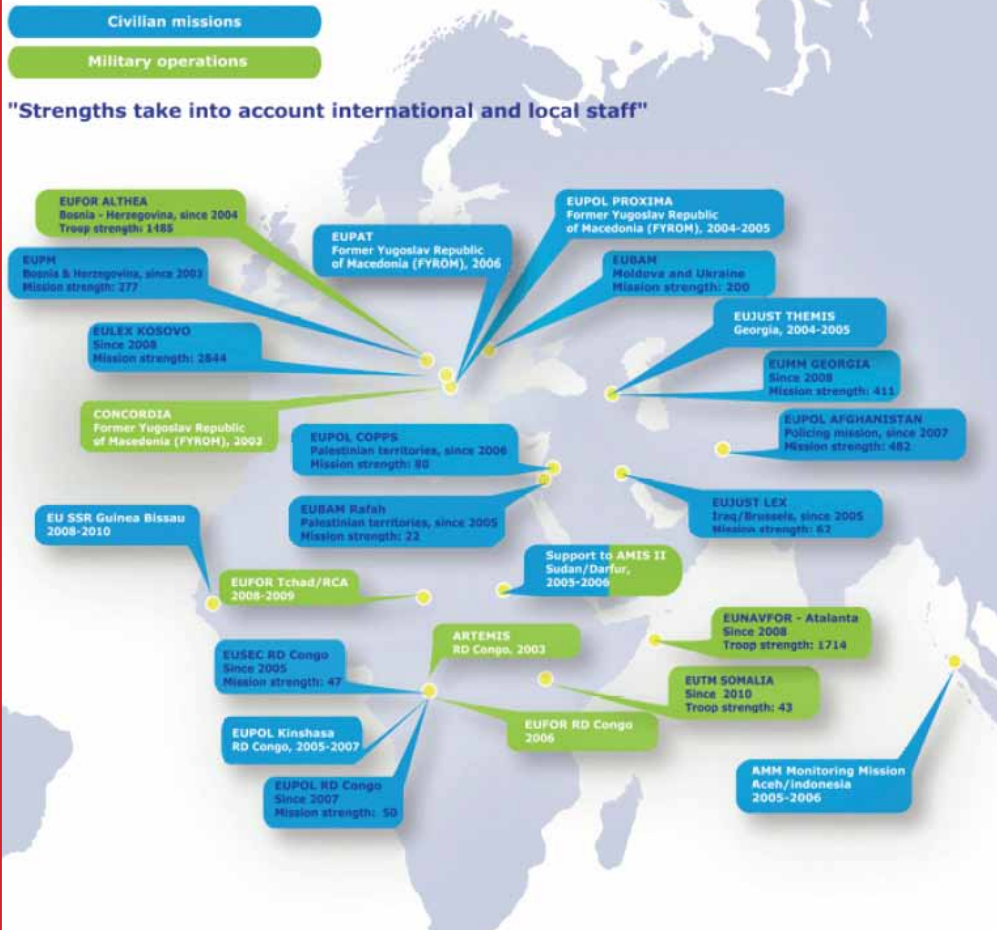 Civilian missions
Military operations
"Strengths take into account international and local staff"
EUFOR ALTHEA
Bosnia - Herzegovina, since 2004
Troop strength: 1485
EUPM
Bosnia & Herzegovina, since 2003
Mission strength: 277
EULEX KOSOVO
Since 2008
Mission strength: 2844
CONCORDIA
Former Yugoslav Republic
of Macedonia (FYROM), 2003
EUPAT
Former Yugoslav Republic
of Macedonia (FYROM), 2006
EUPOL PROXIMA
Former Yugoslav Republic
of Macedonia (FYROM), 2004-2005
EUBAM
Moldova and Ukraine
Mission strength: 200
EUJUST THEMIS
Georgia, 2004-2005
EUMM GEORGIA
Since 2008
Mission strength: 411
EUPOL AFGHANISTAN
Policing mission, since 2007
Mission strength: 482
EUPOL COPPS
Palestinian territories, since 2006
Mission strength: 80
EUBAM Rafah
Palestinian territories, since 2005
Mission strength: 22
EUJUST LEX
Iraq/Brussels, since 2005
Mission strength: 62
EU SSR Guinea Bissau
2008-2010
EUFOR Tchad/RCA
2008-2009
Support to AMIS II
Sudan/Darfur,
2005-2006
EUNAVFOR - Atalanta
Since 2008
Troop strength: 1714
ARTEMIS
RD Congo, 2003
EUSEC RD Congo
Since 2005
Mission strength: 47
EUTM SOMALIA
Since 2010
Troop strength: 43
EUFOR RD Congo
2006
EUPOL Kinshasa
RD Congo, 2005-2007
EUPOL RD Congo
Since 2007
Mission strength: 50
AMM Monitoring Mission
Aceh/indonesia
2005-2006